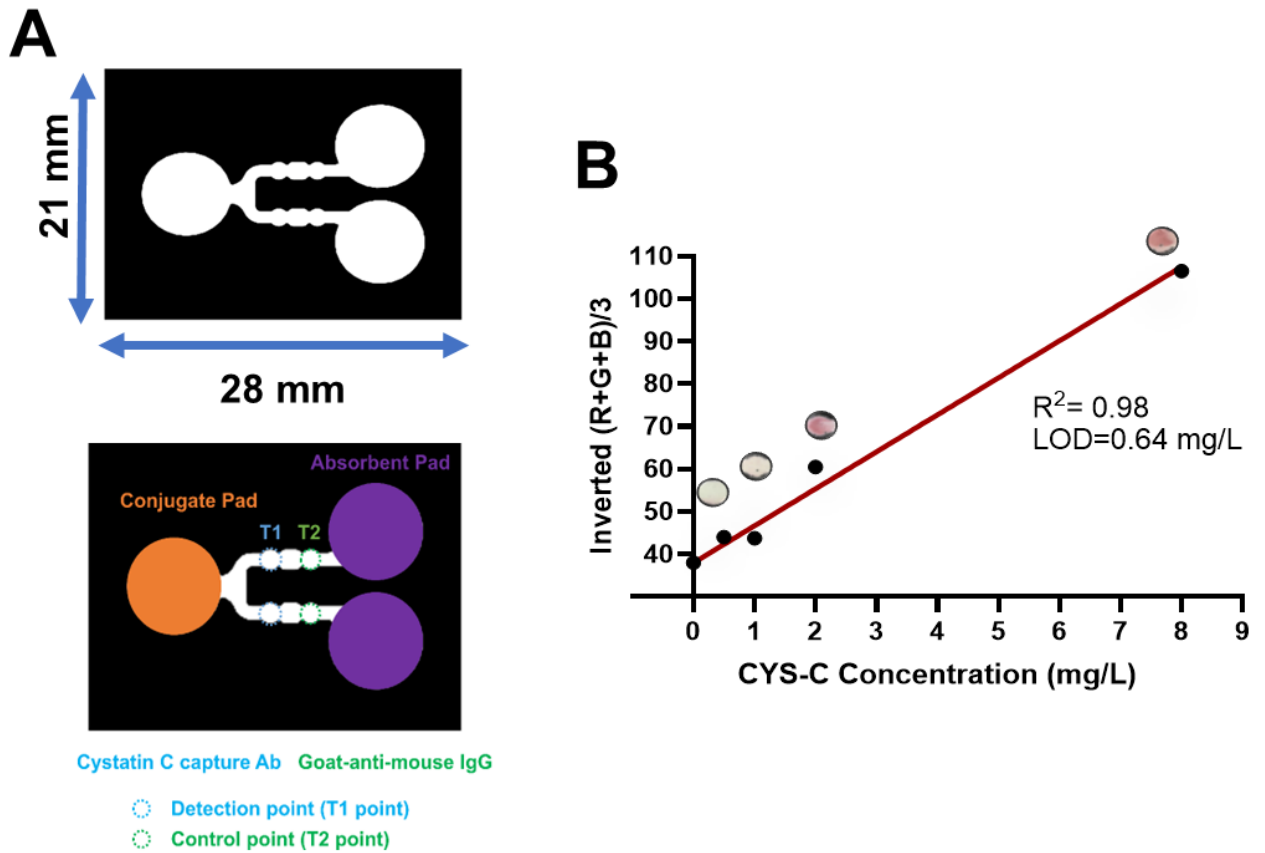 A
21 mm
28 mm
Absorbent Pad
Conjugate Pad
T1 T2
Cystatin C capture Ab Goat-anti-mouse IgG
Detection point (T1 point)
Control point (T2 point)
B
Inverted (R+G+B)/3
110
100
90
80
70
60
50
40
R²= 0.98
LOD=0.64 mg/L
0 1 2 3 4 5 6 7 8 9
CYS-C Concentration (mg/L)